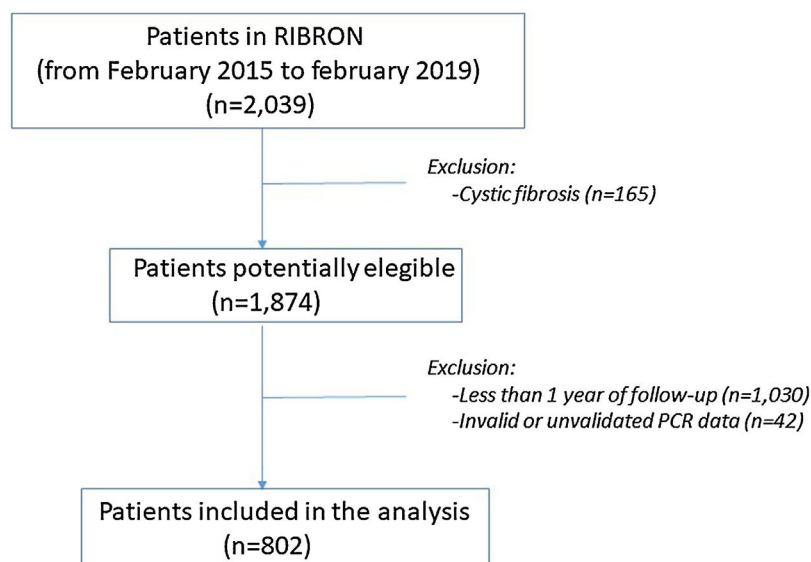 Patients in RIBRON
(from February 2015 to february 2019)
(n=2,039)
Exclusion:
-Cystic fibrosis (n=165)
Patients potentially elegible
(n=1,874)
Exclusion:
-Less than 1 year of follow-up (n=1,030)
-Invalid or unvalidated PCR data (n=42)
Patients included in the analysis
(n=802)